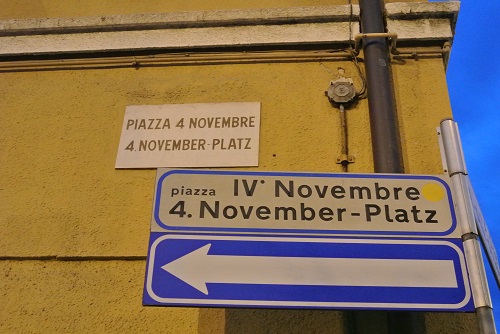 PIAZZA 4 NOVEMBRE
4. NOVEMBER-PLATZ
piazza IV° Novembre
4. November-Platz